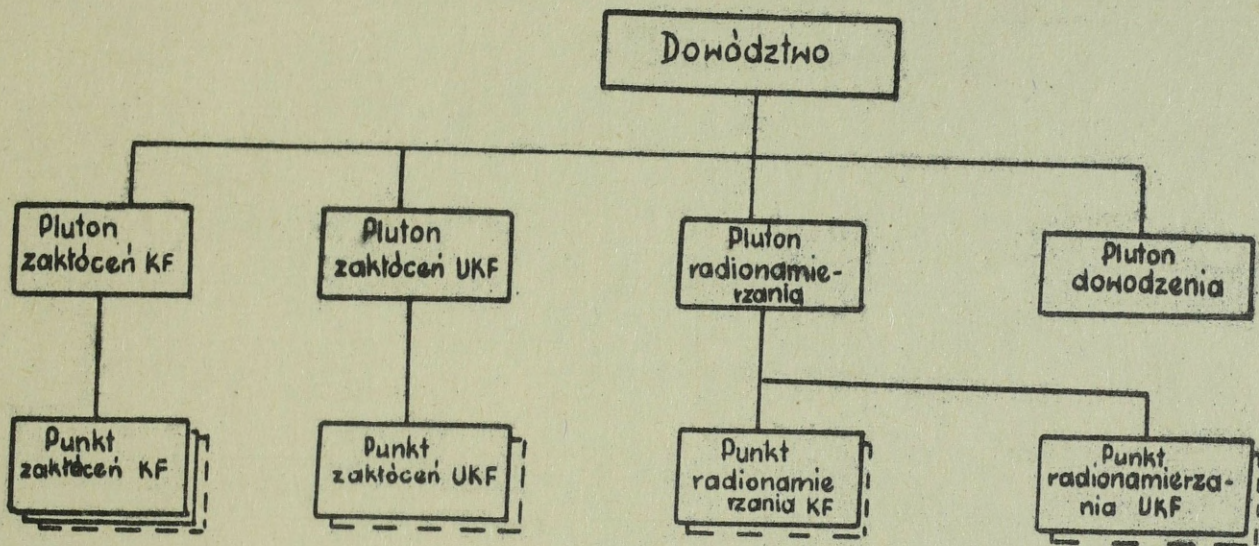 Dowództwo
Pluton
zakłóceń KF
Pluton
zakłóceń UKF
Pluton
radionamie-
rzania
Pluton
dowodzenia
Punkt
zakłóceń KF
Punkt
zakłóceń UKF
Punkt
radionamie
rzania KF
Punkt
radionamierza-
nia UKF